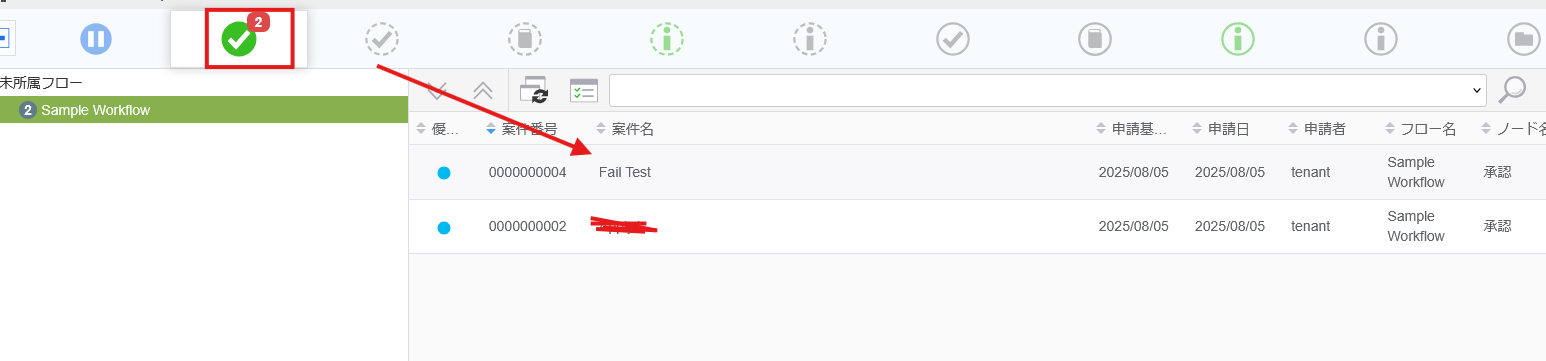 2
未所属フロー
2 Sample Workflow
優... 案件番号 案件名 申請基... 申請日 申請者 フロー名 ノード名
0000000004 Fail Test 2025/08/05 2025/08/05 tenant Sample Workflow 承認
0000000002 2025/08/05 2025/08/05 tenant Sample Workflow 承認